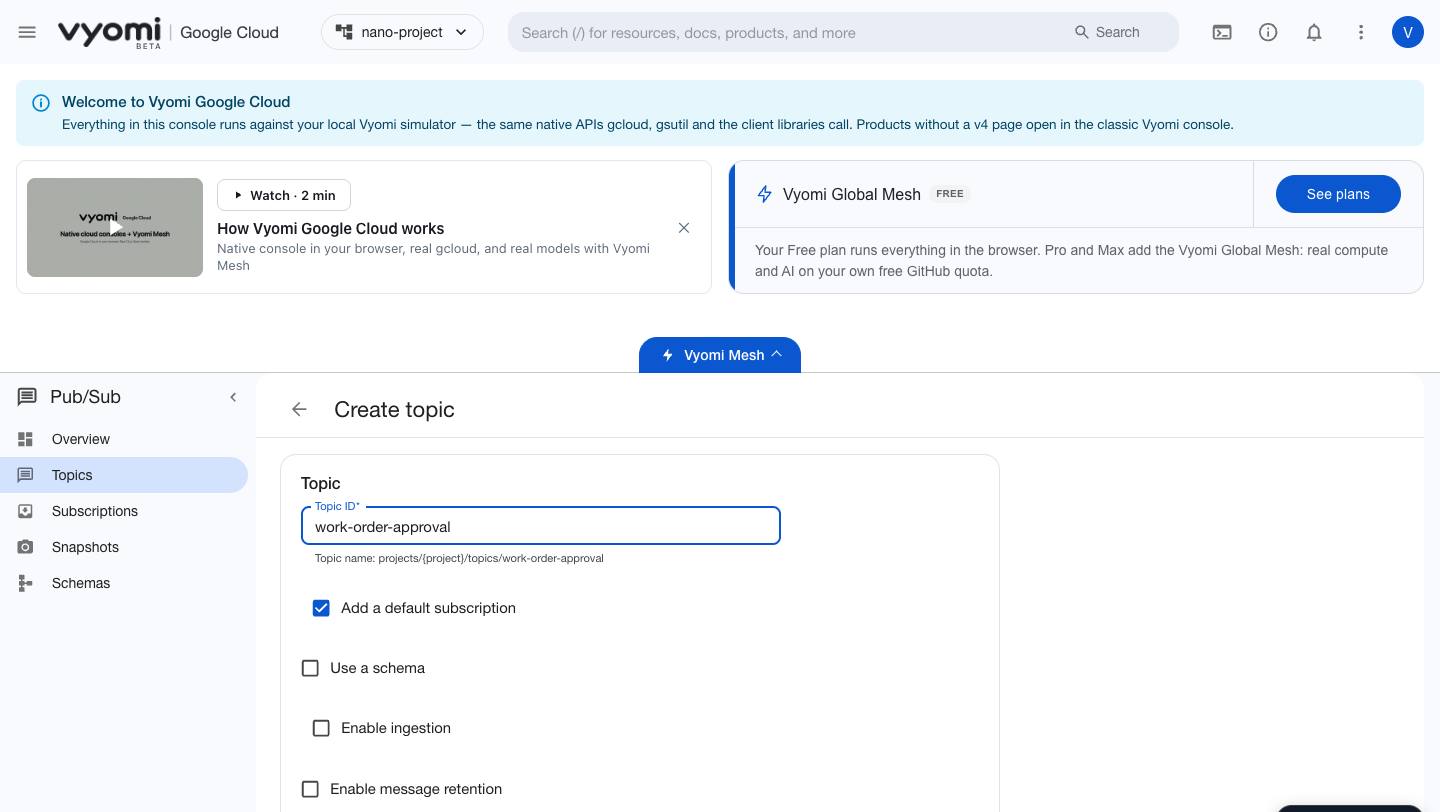 vyomi
BETA
Google Cloud
nano-project
Search (/) for resources, docs, products, and more
Search
V
Welcome to Vyomi Google Cloud
Everything in this console runs against your local Vyomi simulator — the same native APIs gcloud, gsutil and the client libraries call. Products without a v4 page open in the classic Vyomi console.
vyomi Google Cloud
Native cloud consoles + Vyomi Mesh
Watch · 2 min
How Vyomi Google Cloud works
Native console in your browser, real gcloud, and real models with Vyomi
Mesh
Vyomi Global Mesh
FREE
See plans
Your Free plan runs everything in the browser. Pro and Max add the Vyomi Global Mesh: real compute
and AI on your own free GitHub quota.
Vyomi Mesh
Pub/Sub
Overview
Topics
Subscriptions
Snapshots
Schemas
Create topic
Topic
Topic ID*
work-order-approval
Topic name: projects/{project}/topics/work-order-approval
Add a default subscription
Use a schema
Enable ingestion
Enable message retention